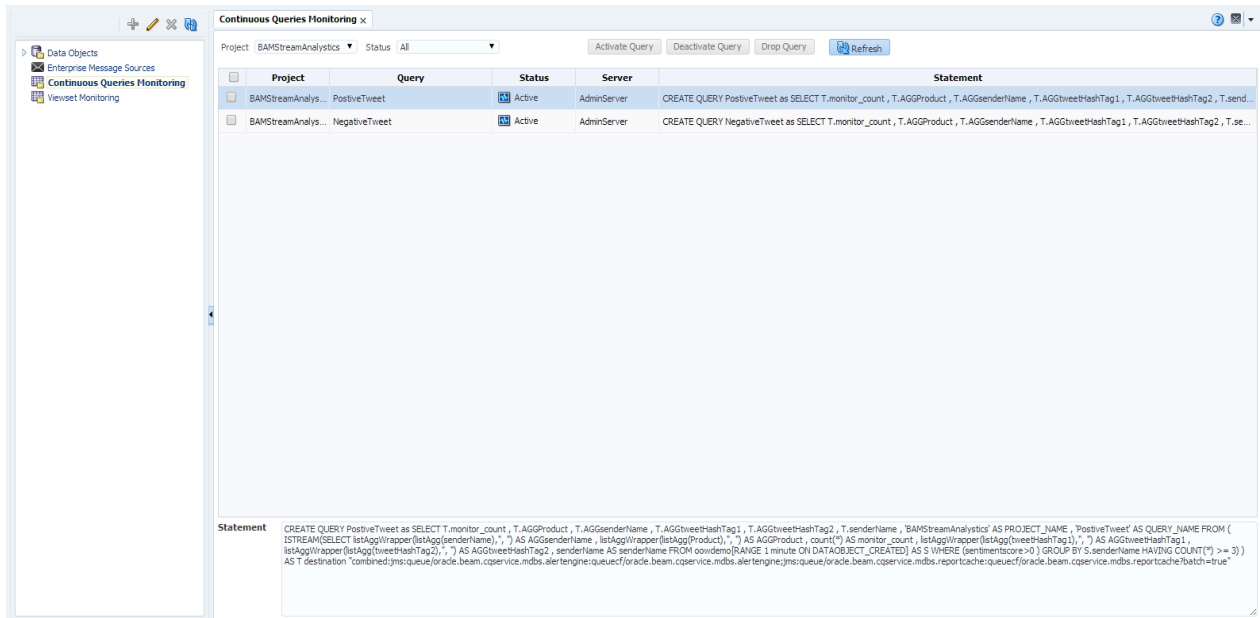 Continuous Queries Monitoring x
Data Objects
Enterprise Message Sources
Continuous Queries Monitoring
Viewset Monitoring
Project BAMStreamAnalystics Status All Activate Query Deactivate Query Drop Query Refresh
Project Query Status Server Statement
BAMStreamAnalys... PostiveTweet Active AdminServer CREATE QUERY PostiveTweet as SELECT T.monitor_count , T.AGGProduct , T.AGGsenderName , T.AGGtweetHashTag1 , T.AGGtweetHashTag2 , T.send...
BAMStreamAnalys... NegativeTweet Active AdminServer CREATE QUERY NegativeTweet as SELECT T.monitor_count , T.AGGProduct , T.AGGsenderName , T.AGGtweetHashTag1 , T.AGGtweetHashTag2 , T.se...
Statement
CREATE QUERY PostiveTweet as SELECT T.monitor_count , T.AGGProduct , T.AGGsenderName , T.AGGtweetHashTag1 , T.AGGtweetHashTag2 , T.senderName , 'BAMStreamAnalystics' AS PROJECT_NAME , 'PostiveTweet' AS QUERY_NAME FROM (
ISTREAM(SELECT listAggWrapper(listAgg(senderName),", ") AS AGGsenderName , listAggWrapper(listAgg(Product),", ") AS AGGProduct , count(*) AS monitor_count , listAggWrapper(listAgg(tweetHashTag1),", ") AS AGGtweetHashTag1 ,
listAggWrapper(listAgg(tweetHashTag2),", ") AS AGGtweetHashTag2 , senderName AS senderName FROM oowdemo[RANGE 1 minute ON DATAOBJECT_CREATED] AS S WHERE (sentimentscore>0 ) GROUP BY S.senderName HAVING COUNT(*) >= 3) )
AS T destination "combined:jms:queue/oracle.beam.cqservice.mdbs.alertengine:queuecf/oracle.beam.cqservice.mdbs.alertengine;jms:queue/oracle.beam.cqservice.mdbs.reportcache:queuecf/oracle.beam.cqservice.mdbs.reportcache?batch=true"